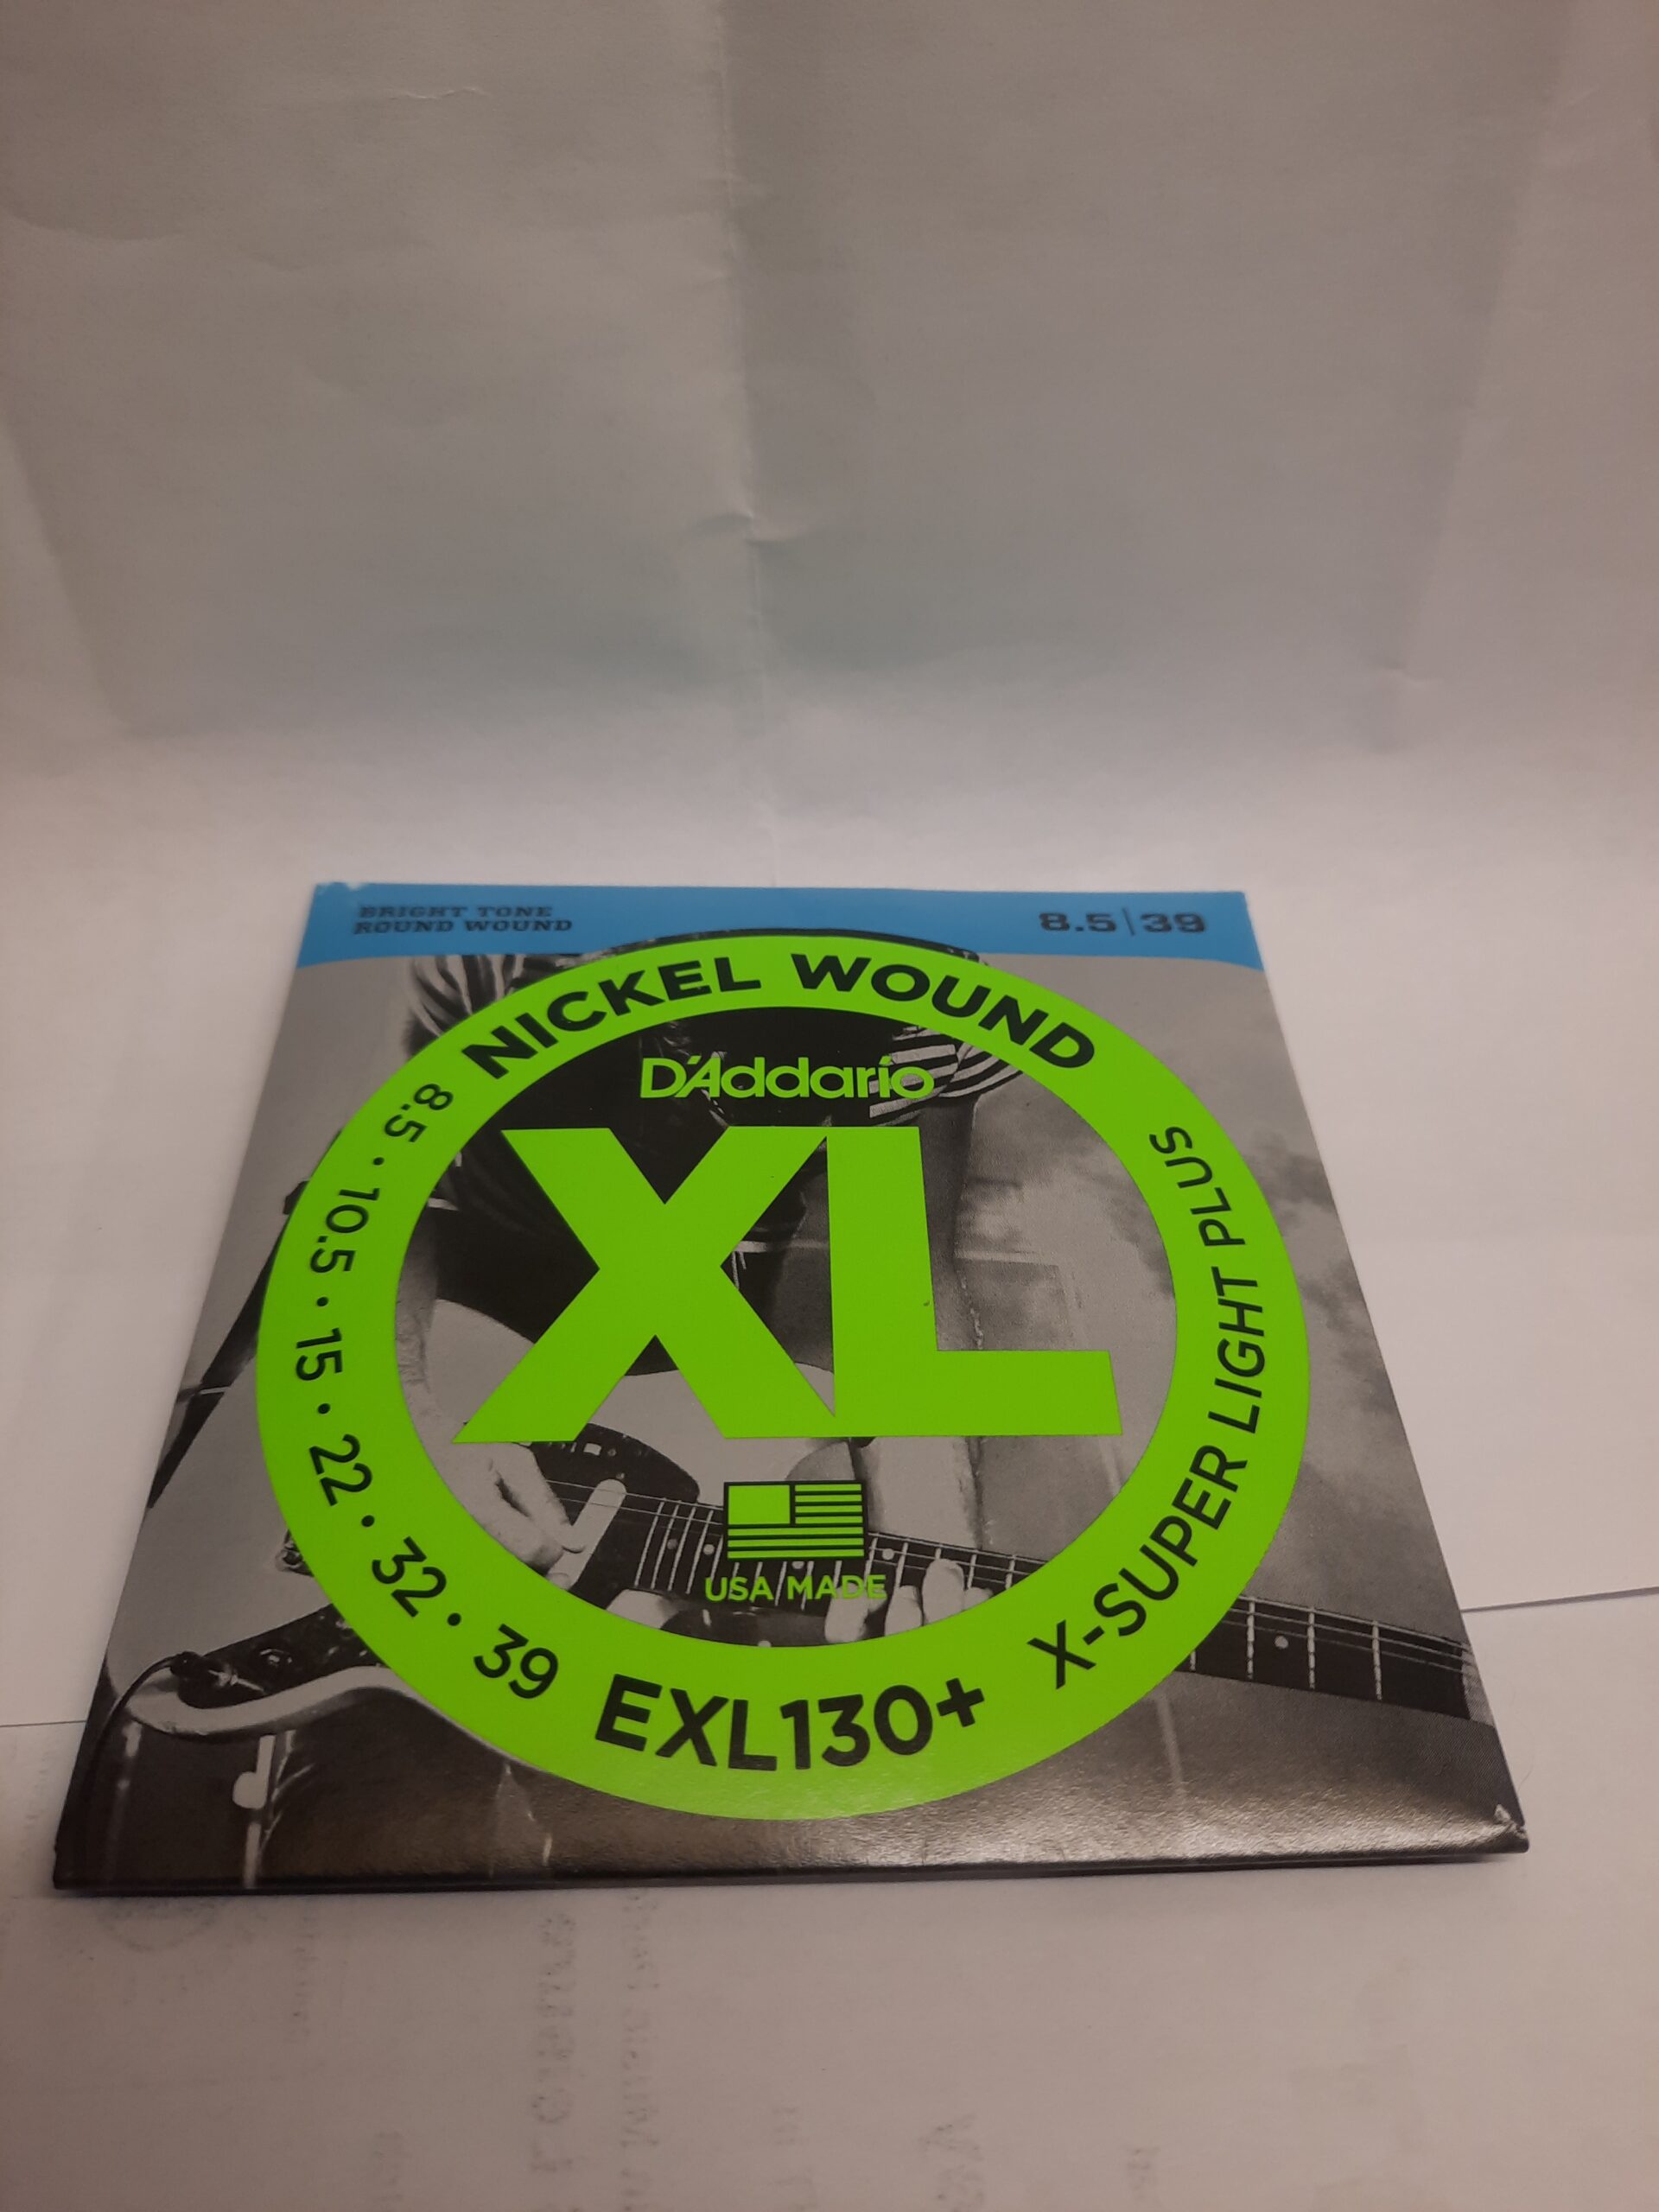 BRIGHT TONE
ROUND WOUND
8.5|39
NICKEL WOUND
D'Addario
XL
USA MADE
8.5 • 10.5 • 15 • 22 • 32 • 39
EXL130+
X-SUPER LIGHT PLUS